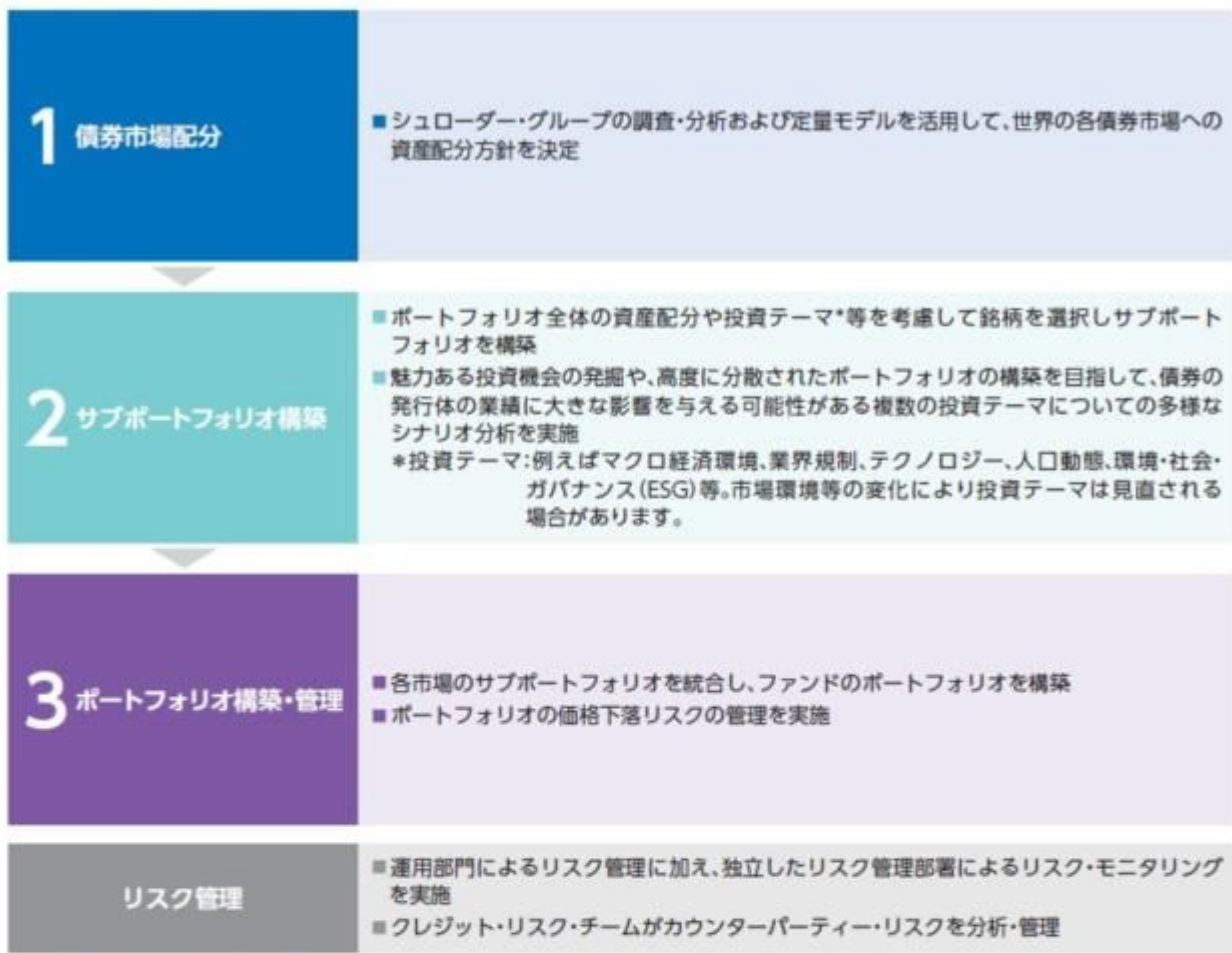 1 債券市場配分
■シュローダー・グループの調査・分析および定量モデルを活用して、世界の各債券市場への
資産配分方針を決定
2 サブポートフォリオ構築
■ポートフォリオ全体の資産配分や投資テーマ*等を考慮して銘柄を選択しサブポート
フォリオを構築
■魅力ある投資機会の発掘や、高度に分散されたポートフォリオの構築を目指して、債券の
発行体の業績に大きな影響を与える可能性がある複数の投資テーマについての多様な
シナリオ分析を実施
*投資テーマ:例えばマクロ経済環境、業界規制、テクノロジー、人口動態、環境・社会・
ガバナンス(ESG)等。市場環境等の変化により投資テーマは見直される
場合があります。
3 ポートフォリオ構築・管理
■各市場のサブポートフォリオを統合し、ファンドのポートフォリオを構築
■ポートフォリオの価格下落リスクの管理を実施
リスク管理
■運用部門によるリスク管理に加え、独立したリスク管理部署によるリスク・モニタリング
を実施
■クレジット・リスク・チームがカウンターパーティー・リスクを分析・管理